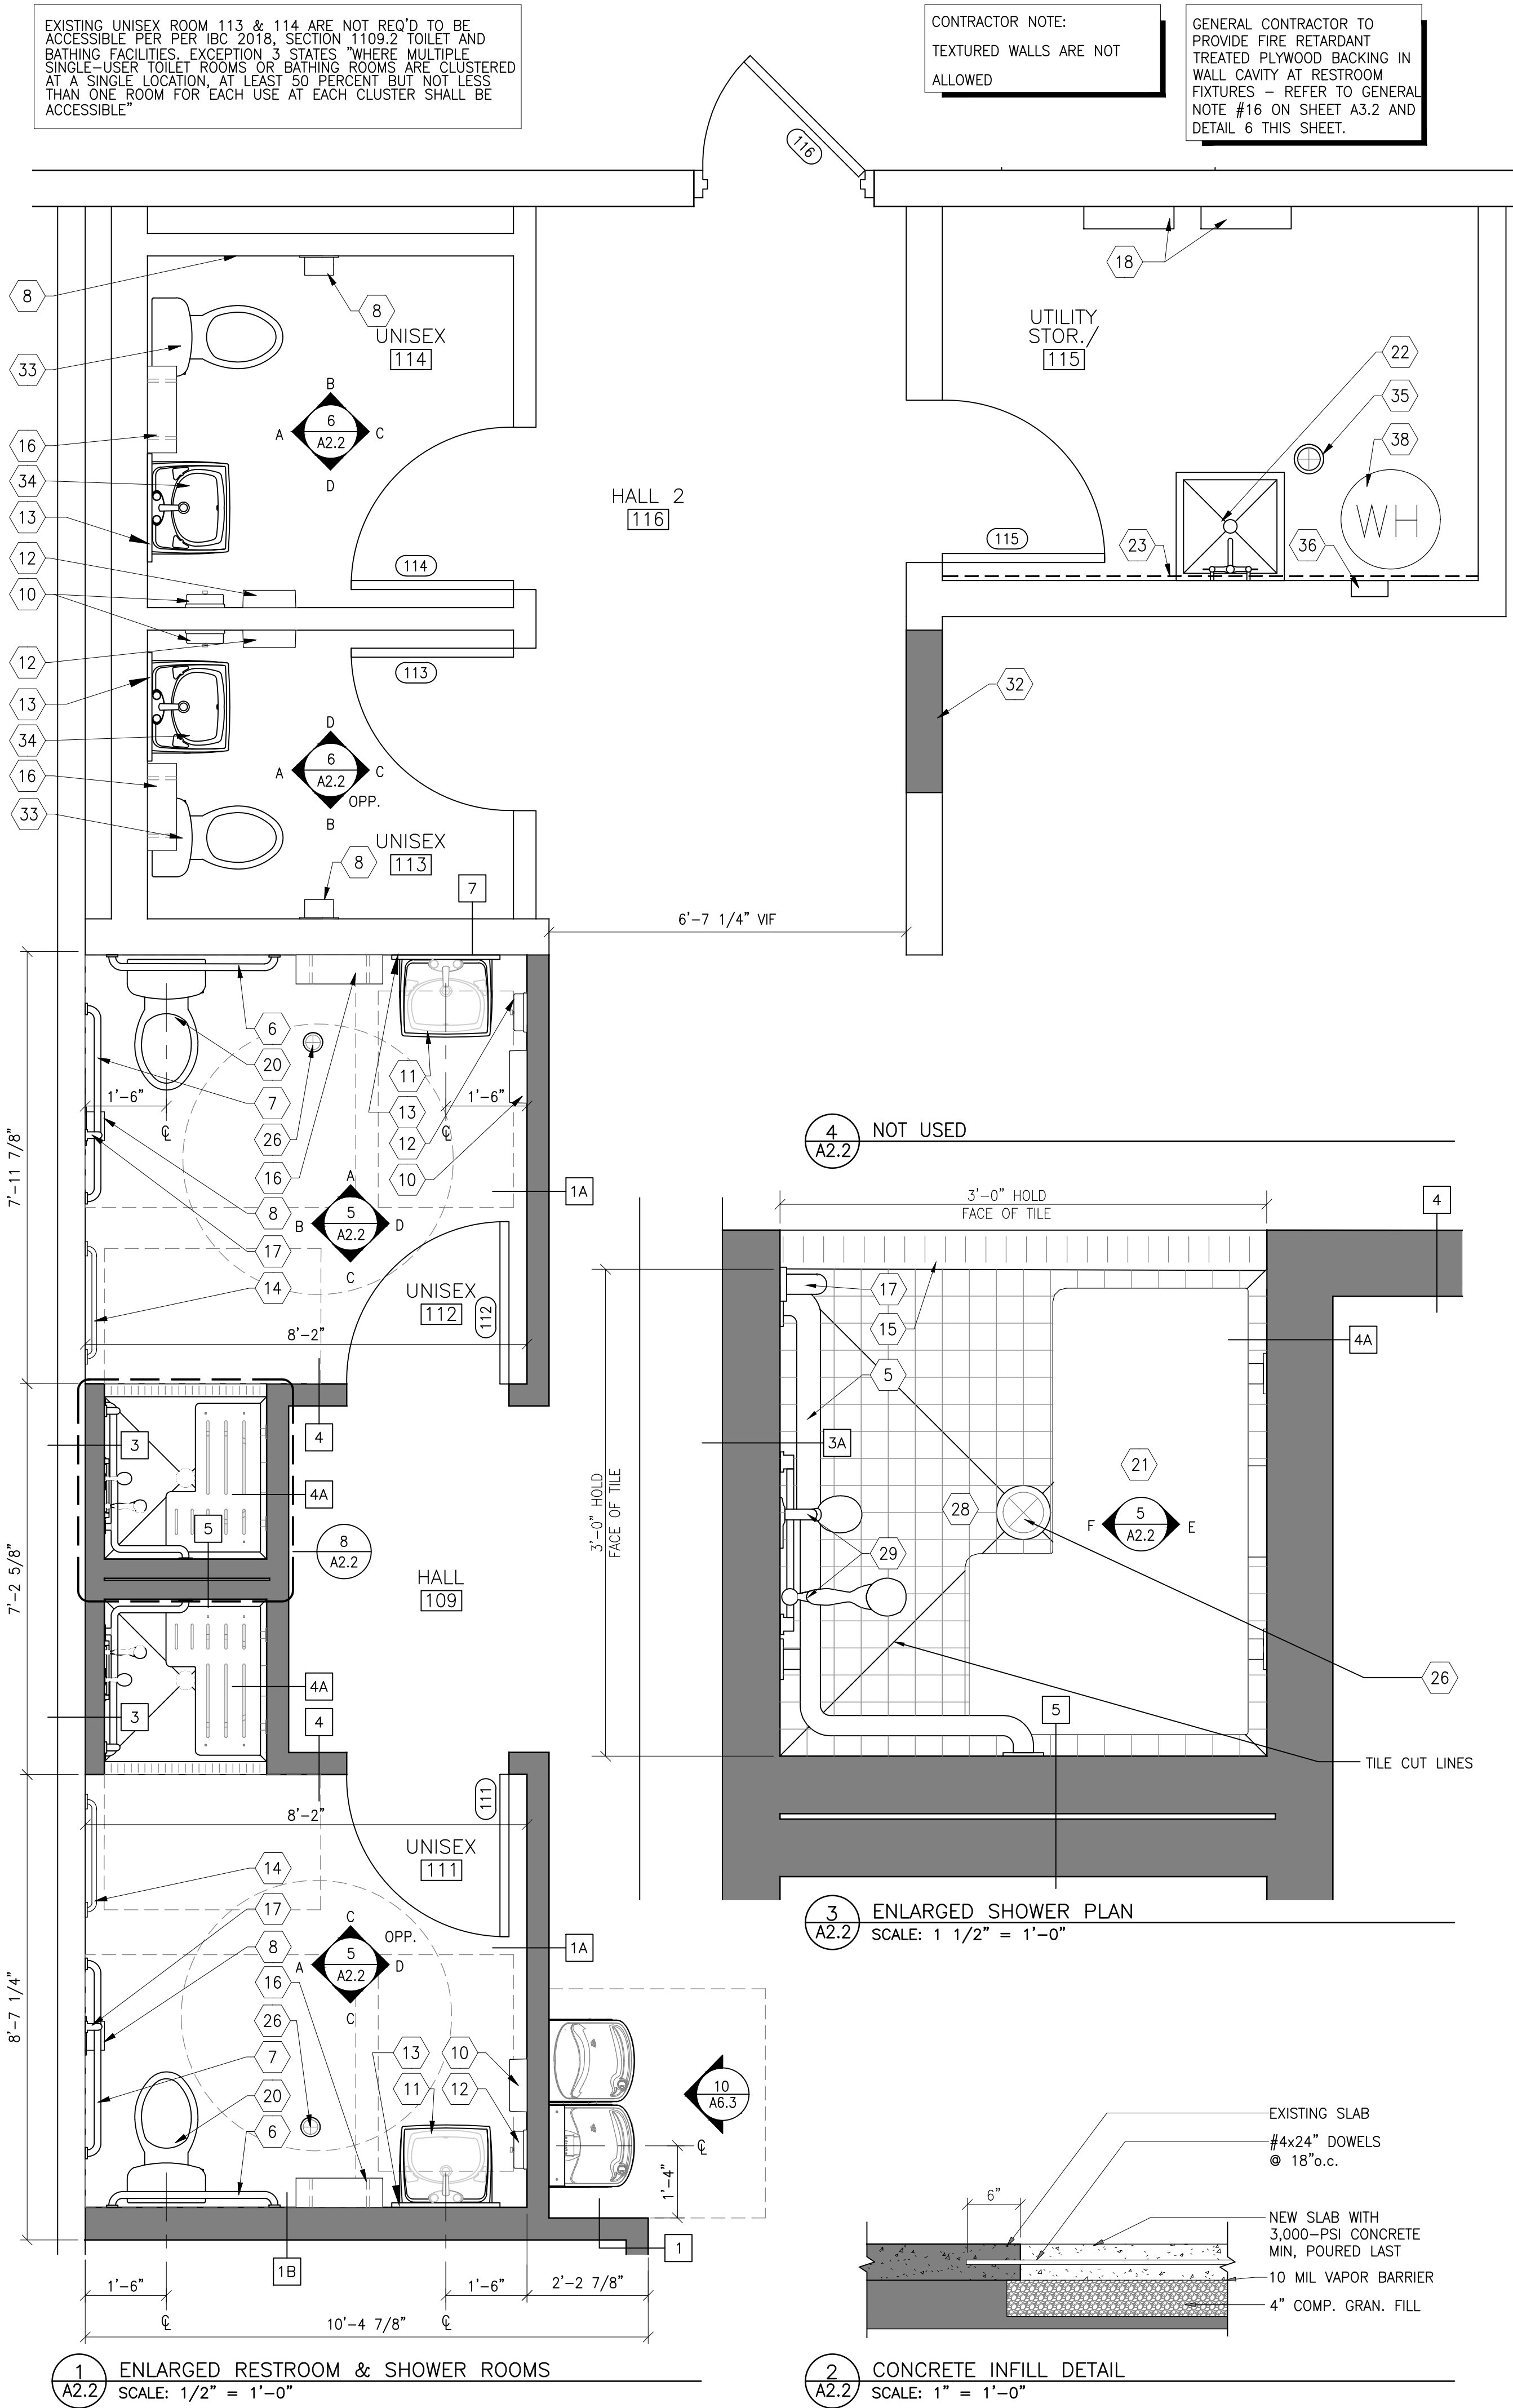 EXISTING UNISEX ROOM 113 & 114 ARE NOT REQ'D TO BE
ACCESSIBLE PER PER IBC 2018, SECTION 1109.2 TOILET AND
BATHING FACILITIES. EXCEPTION 3 STATES "WHERE MULTIPLE
SINGLE-USER TOILET ROOMS OR BATHING ROOMS ARE CLUSTERED
AT A SINGLE LOCATION, AT LEAST 50 PERCENT BUT NOT LESS
THAN ONE ROOM FOR EACH USE AT EACH CLUSTER SHALL BE
ACCESSIBLE"
CONTRACTOR NOTE:
TEXTURED WALLS ARE NOT
ALLOWED
GENERAL CONTRACTOR TO
PROVIDE FIRE RETARDANT
TREATED PLYWOOD BACKING IN
WALL CAVITY AT RESTROOM
FIXTURES - REFER TO GENERAL
NOTE #16 ON SHEET A3.2 AND
DETAIL 6 THIS SHEET.
116
8
8
18
UNISEX
114
33
UTILITY
STOR./
115
22
35
38
B
A 6 C
A2.2
D
16
34
13
12
10
HALL 2
116
115
23
36
WH
114
12
13
34
16
33
113
32
D
A 6 C
A2.2
OPP.
B
UNISEX
113
8
7
6'-7 1/4" VIF
7'-11 7/8"
6
20
7
26
16
8
17
14
1'-6"
℄
11
13
12
10
1'-6"
℄
1A
A
B 5 D
A2.2
C
UNISEX
112
112
8'-2"
4
A2.2
NOT USED
3'-0" HOLD
FACE OF TILE
4
17
15
5
4A
3A
21
28
F 5 E
A2.2
29
26
3'-0" HOLD
FACE OF TILE
5
TILE CUT LINES
3
A2.2
ENLARGED SHOWER PLAN
SCALE: 1 1/2" = 1'-0"
7'-2 5/8"
3
4
4A
5
8
A2.2
HALL
109
4A
3
4
8'-2"
111
UNISEX
111
14
17
8
16
26
7
20
6
C
OPP.
A 5 D
A2.2
C
1A
8'-7 1/4"
13
11
10
12
10
A6.3
℄
1'-4"
1
1B
1'-6"
℄
1'-6"
℄
2'-2 7/8"
10'-4 7/8"
1
A2.2
ENLARGED RESTROOM & SHOWER ROOMS
SCALE: 1/2" = 1'-0"
EXISTING SLAB
#4x24" DOWELS
@ 18"o.c.
6"
NEW SLAB WITH
3,000-PSI CONCRETE
MIN, POURED LAST
10 MIL VAPOR BARRIER
4" COMP. GRAN. FILL
2
A2.2
CONCRETE INFILL DETAIL
SCALE: 1" = 1'-0"